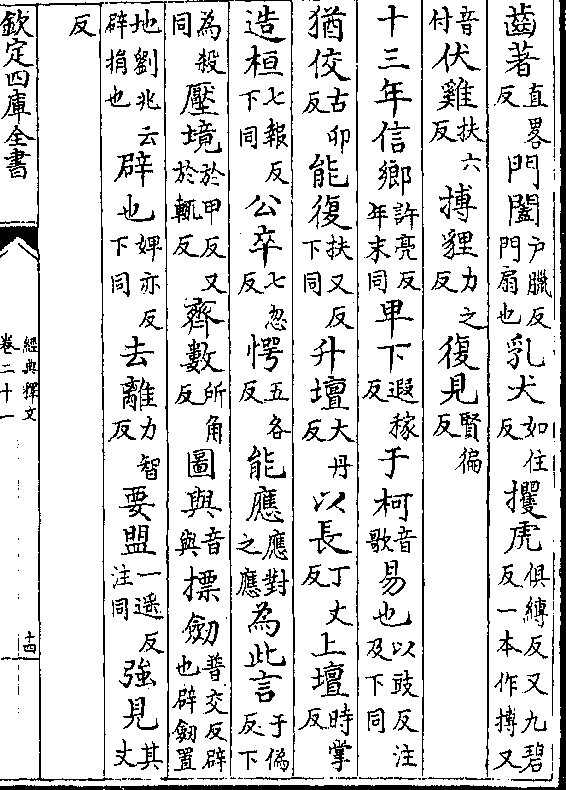 齒著直畧反門闔户臘反門扇也乳犬如住反攫虎俱縛反又九碧反一本作搏又
音付伏雞扶六反搏貍力之反復見賢徧反
十三年信鄉許亮反年末同卑下遐稼反于柯音歌易也以豉反注及下同
猶佼古卯反能復扶又反下同升壇大丹反以長丁丈反上壇時掌反
造桓七報反下同公卒七忽反愕五各反能應應對之應為此言于偽反下
同為殺壓境於甲反又於輒反齊數所角反圖與音與摽劒普交反辟也辟劒置
地劉兆云辟捐也辟也婢亦反下同去離力智反要盟一遥反注同強見其丈
反
欽定四庫全書
經典釋文
卷二十一
十四